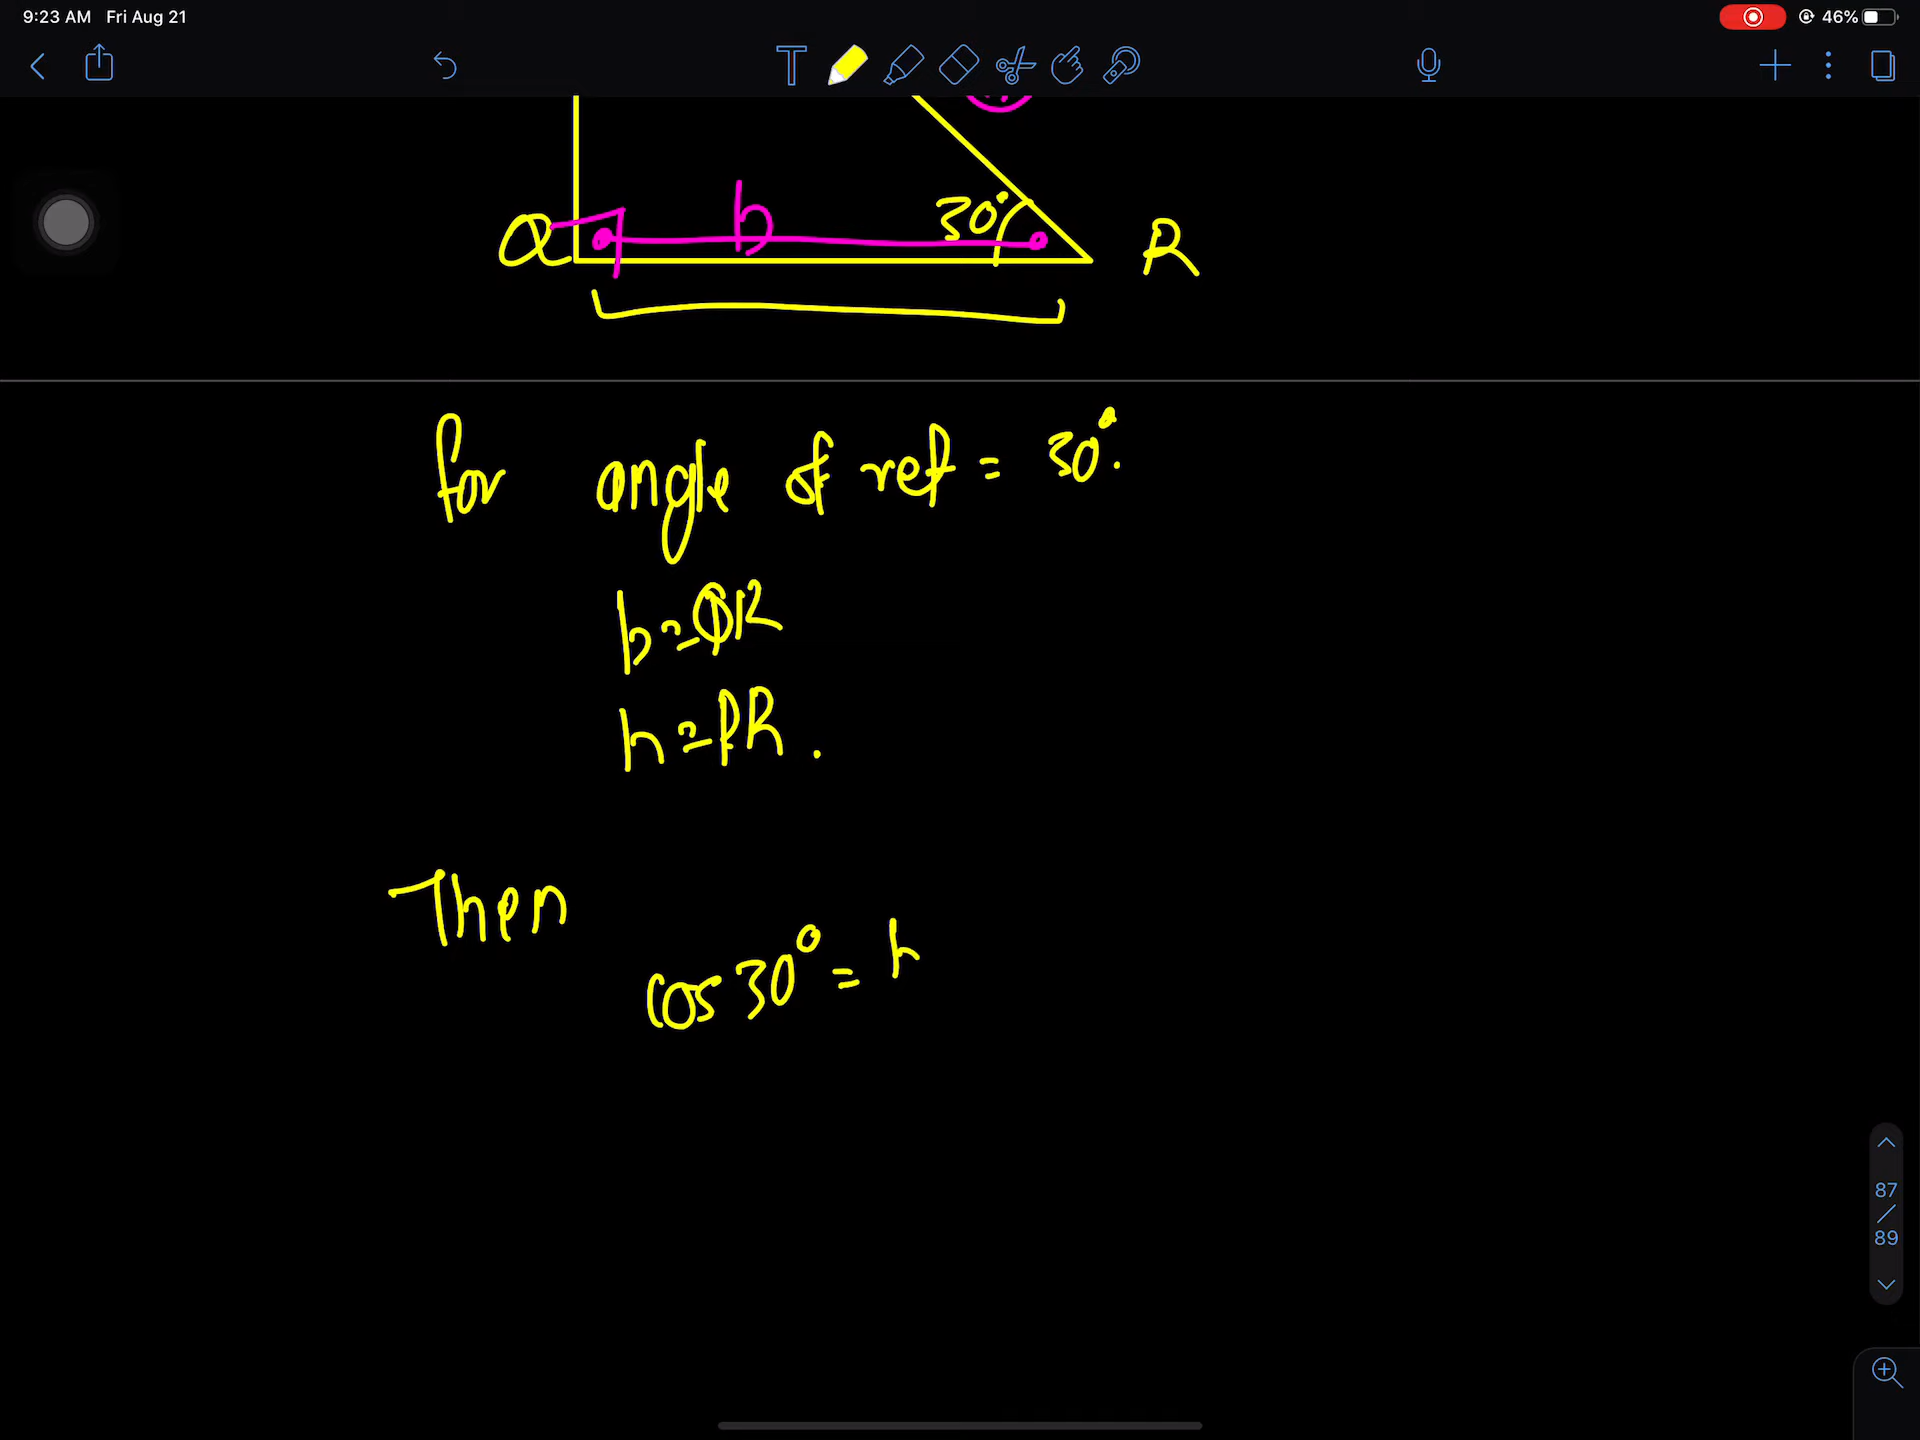 9:23 AM Fri Aug 21
46%
T
b
30°
Q
R
for angle of ref = 30°.
b = QR
h = PR .
Then
cos 30° = h
87
/
89